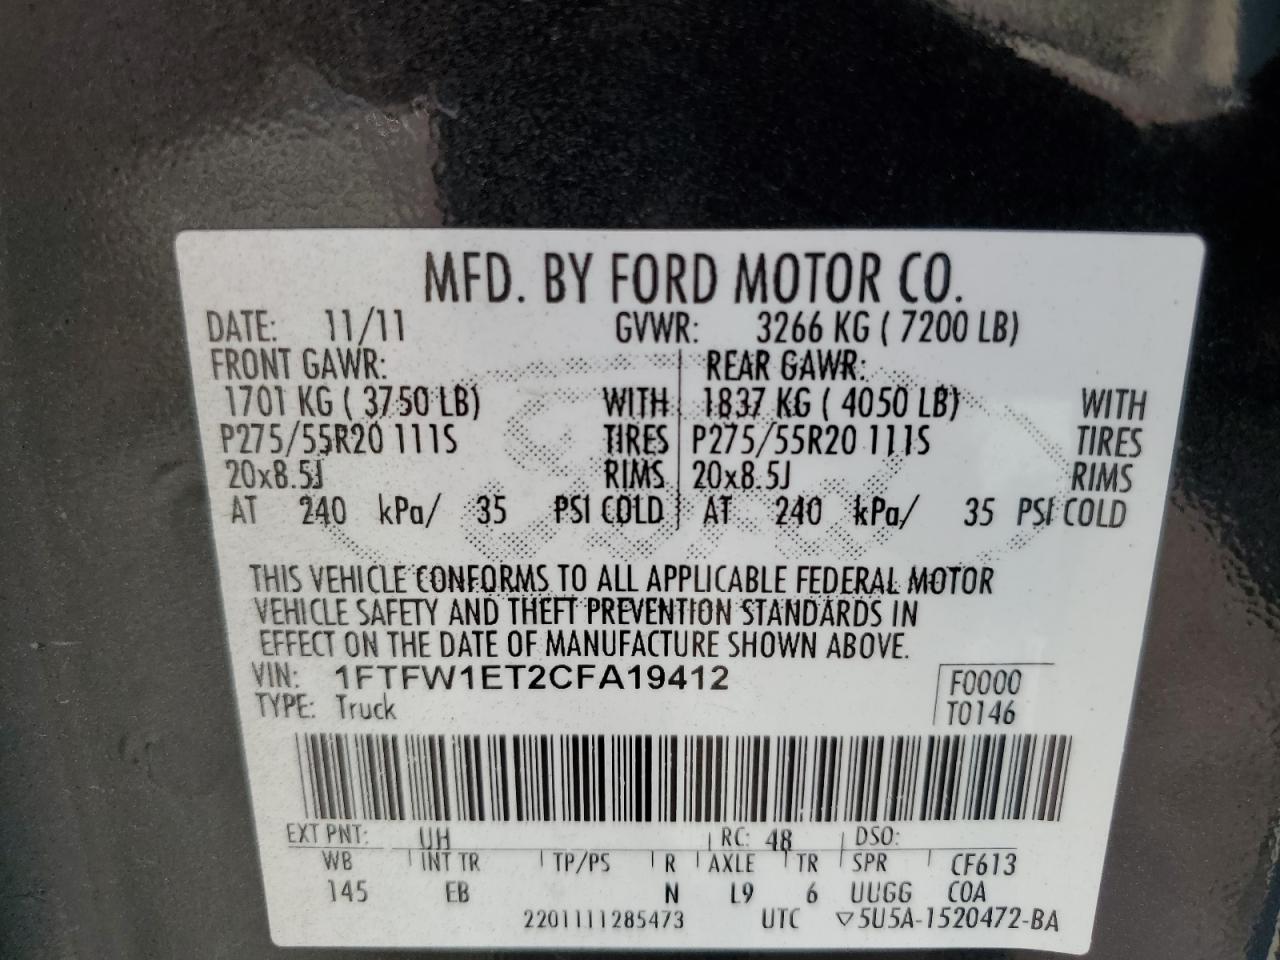 MFD. BY FORD MOTOR CO.
DATE: 11/11 GVWR: 3266 KG ( 7200 LB)
FRONT GAWR: REAR GAWR:
1701 KG ( 3750 LB) WITH 1837 KG ( 4050 LB) WITH
P275/55R20 111S TIRES P275/55R20 111S TIRES
20x8.5J RIMS 20x8.5J RIMS
AT 240 kPa/ 35 PSI COLD AT 240 kPa/ 35 PSI COLD
THIS VEHICLE CONFORMS TO ALL APPLICABLE FEDERAL MOTOR
VEHICLE SAFETY AND THEFT PREVENTION STANDARDS IN
EFFECT ON THE DATE OF MANUFACTURE SHOWN ABOVE.
VIN: 1FTFW1ET2CFA19412 F0000
TYPE: Truck T0146
EXT PNT: UH RC: 48 DSO:
WB INT TR TP/PS R AXLE TR SPR CF613
145 EB N L9 6 UUGG COA
2201111285473 UTC ▽5U5A-1520472-BA